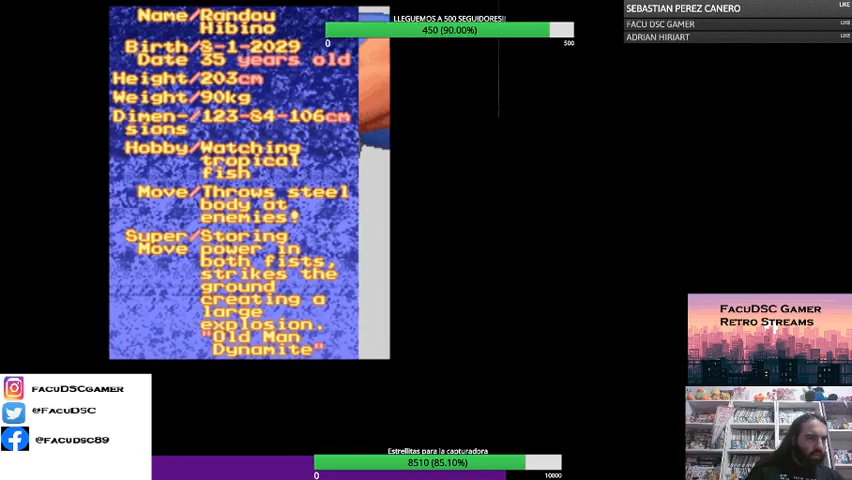 Name/Randou
Hibino
Birth/8-1-2029
Date 35 years old
Height/203cm
Weight/90kg
Dimen-/123-84-106cm
sions
Hobby/Watching
tropical
fish
Move/Throws steel
body at
enemies!
Super/Storing
Move power in
both fists,
strikes the
ground
creating a
large
explosion.
"Old Man
Dynamite"
LLEGUEMOS A 500 SEGUIDORES!!
450 (90.00%)
0 500
SEBASTIAN PEREZ CANERO LIKE
FACU DSC GAMER LIKE
ADRIAN HIRIART LIKE
FacuDSC Gamer
Retro Streams
facuDSCgamer
@FacuDSC
@facudsc89
Estrellitas para la capturadora
8510 (85.10%)
0 10000